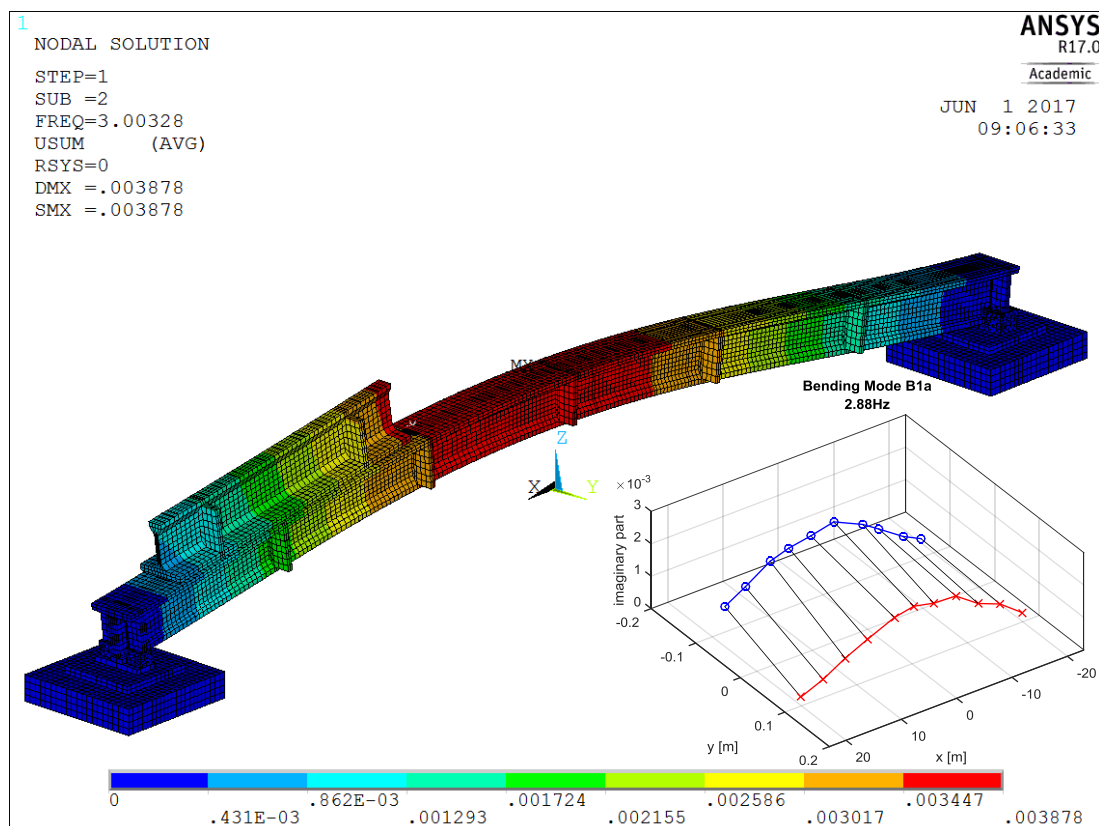 1
NODAL SOLUTION
STEP=1
SUB =2
FREQ=3.00328
USUM (AVG)
RSYS=0
DMX =.003878
SMX =.003878
ANSYS
R17.0
Academic
JUN 1 2017
09:06:33
MX
Z
X
Y
Bending Mode B1a
2.88Hz
×10⁻³
3
2
1
0
imaginary part
-0.2
-0.1
0
0.1
0.2
y [m]
20
10
0
-10
-20
x [m]
0 .862E-03 .001724 .002586 .003447
.431E-03 .001293 .002155 .003017 .003878